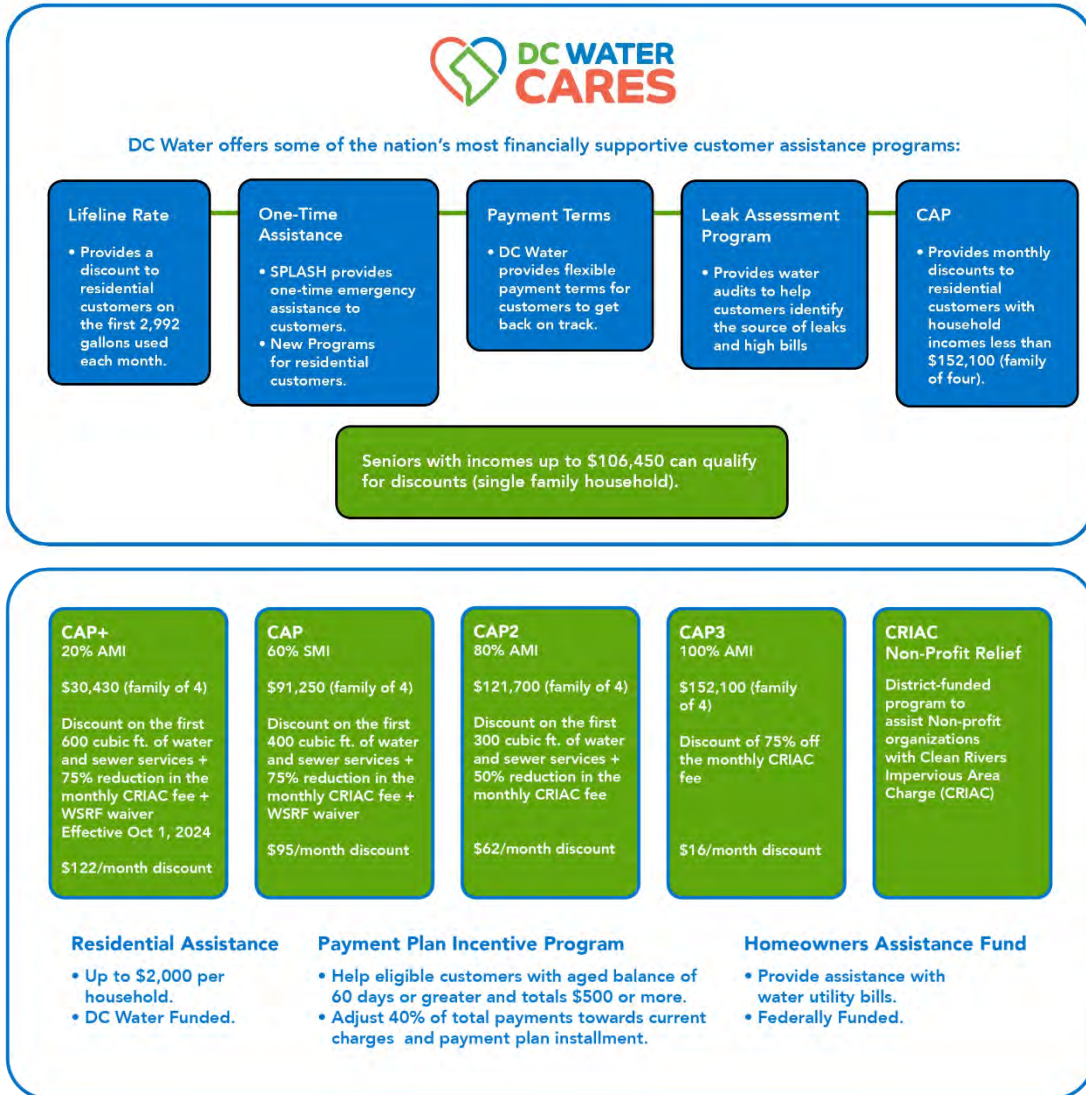 DC WATER
CARES
DC Water offers some of the nation's most financially supportive customer assistance programs:
Lifeline Rate
• Provides a
discount to
residential
customers on
the first 2,992
gallons used
each month.
One-Time
Assistance
• SPLASH provides
one-time emergency
assistance to
customers.
• New Programs
for residential
customers.
Payment Terms
• DC Water
provides flexible
payment terms for
customers to get
back on track.
Leak Assessment
Program
• Provides water
audits to help
customers identify
the source of leaks
and high bills
CAP
• Provides monthly
discounts to
residential
customers with
household
incomes less than
$152,100 (family
of four).
Seniors with incomes up to $106,450 can qualify
for discounts (single family household).
CAP+
20% AMI
$30,430 (family of 4)
Discount on the first
600 cubic ft. of water
and sewer services +
75% reduction in the
monthly CRIAC fee +
WSRF waiver
Effective Oct 1, 2024
$122/month discount
CAP
60% SMI
$91,250 (family of 4)
Discount on the first
400 cubic ft. of water
and sewer services +
75% reduction in the
monthly CRIAC fee +
WSRF waiver
$95/month discount
CAP2
80% AMI
$121,700 (family of 4)
Discount on the first
300 cubic ft. of water
and sewer services +
50% reduction in the
monthly CRIAC fee
$62/month discount
CAP3
100% AMI
$152,100 (family
of 4)
Discount of 75% off
the monthly CRIAC
fee
$16/month discount
CRIAC
Non-Profit Relief
District-funded
program to
assist Non-profit
organizations
with Clean Rivers
Impervious Area
Charge (CRIAC)
Residential Assistance
• Up to $2,000 per
household.
• DC Water Funded.
Payment Plan Incentive Program
• Help eligible customers with aged balance of
60 days or greater and totals $500 or more.
• Adjust 40% of total payments towards current
charges and payment plan installment.
Homeowners Assistance Fund
• Provide assistance with
water utility bills.
• Federally Funded.